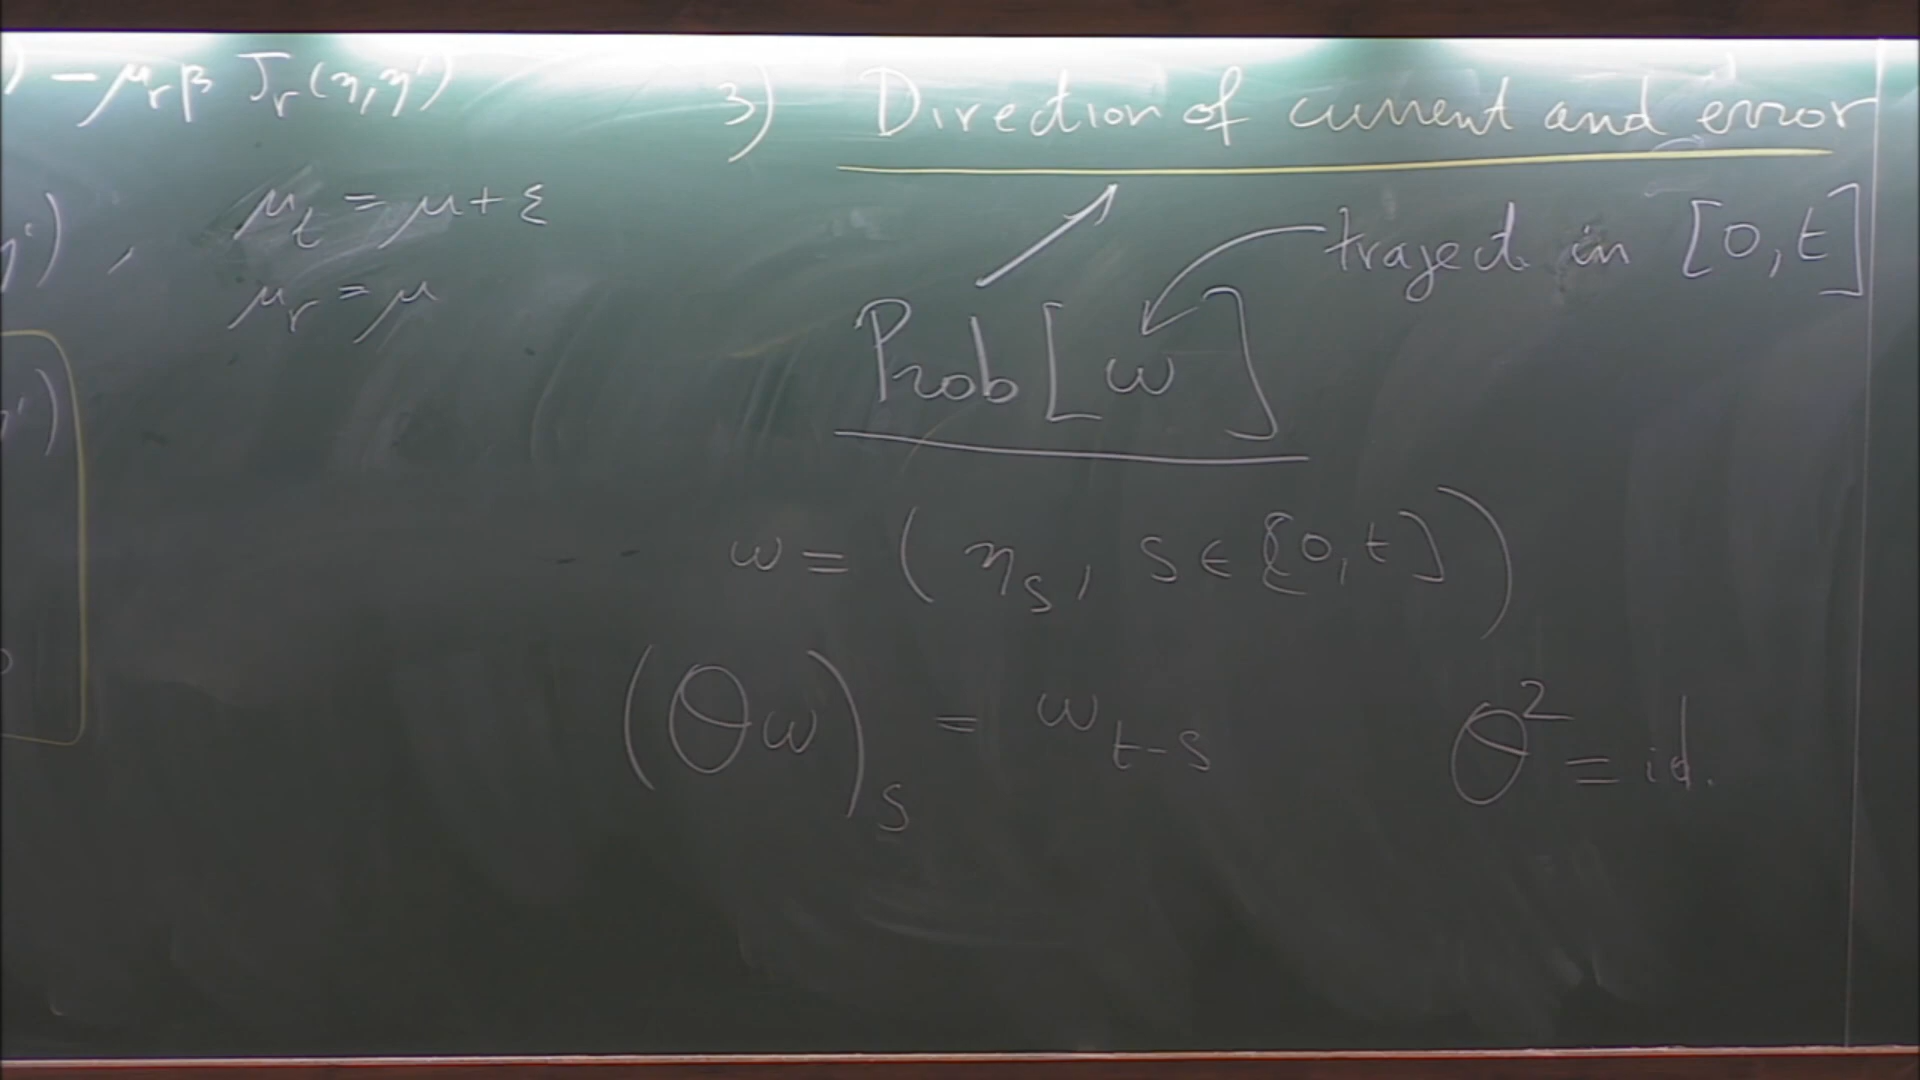 ) - μ_r β J_r(η,η')
η') ,
μ_t = μ + ε
μ_r = μ
')
3) Direction of current and error
traject. in [0,t]
Prob[ω]
ω = (η_s, s ∈ [0,t])
(Θω)_s = ω_{t-s}
Θ² = id.